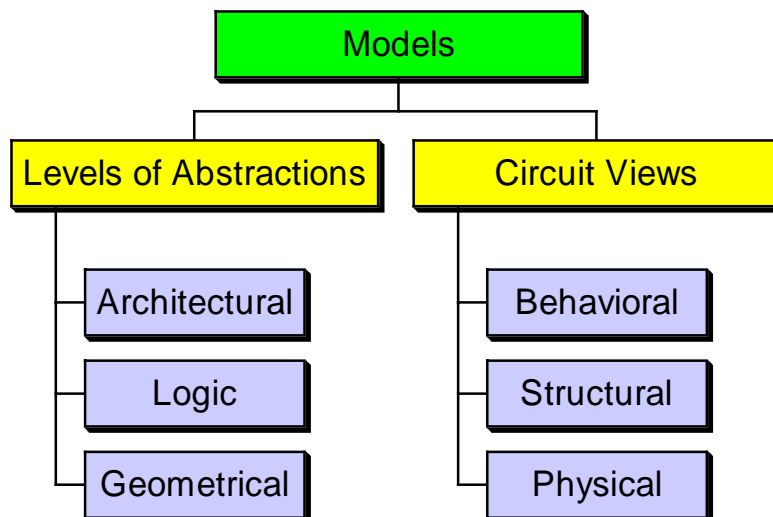 Models
Levels of Abstractions
Circuit Views
Architectural
Behavioral
Logic
Structural
Geometrical
Physical